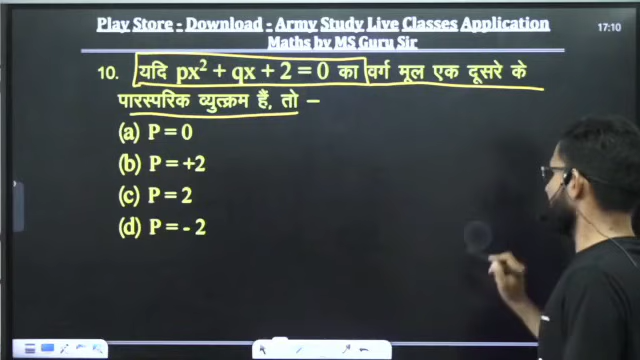 Play Store - Download - Army Study Live Classes Application
Maths by MS Guru Sir
17:10
10. यदि px² + qx + 2 = 0 का वर्ग मूल एक दूसरे के
पारस्परिक व्युत्क्रम हैं, तो –
(a) P = 0
(b) P = +2
(c) P = 2
(d) P = - 2